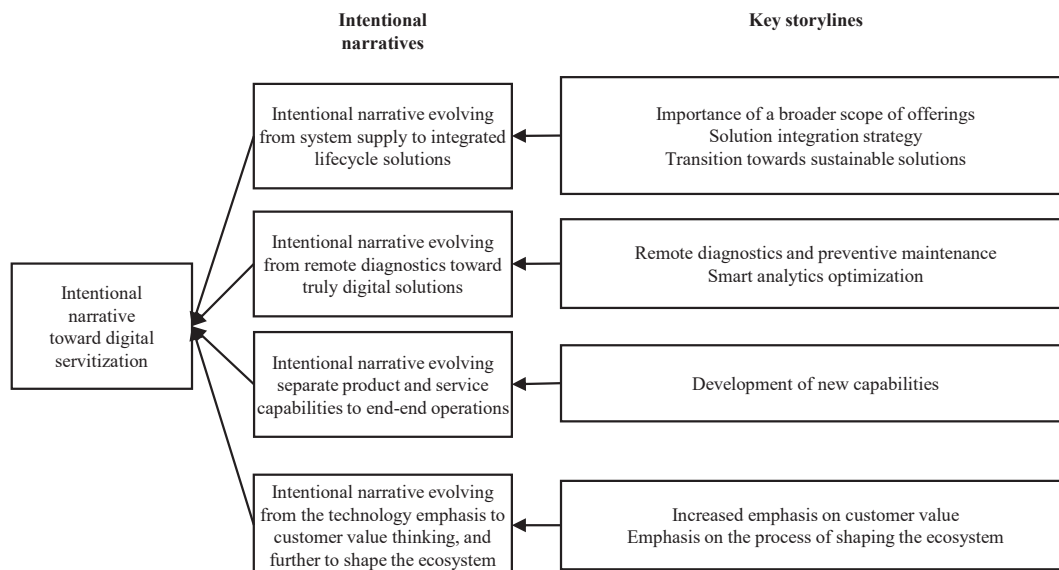 Intentional
narratives
Key storylines
Intentional narrative evolving
from system supply to integrated
lifecycle solutions
Importance of a broader scope of offerings
Solution integration strategy
Transition towards sustainable solutions
Intentional narrative evolving
from remote diagnostics toward
truly digital solutions
Remote diagnostics and preventive maintenance
Smart analytics optimization
Intentional
narrative
toward digital
servitization
Intentional narrative evolving
separate product and service
capabilities to end-end operations
Development of new capabilities
Intentional narrative evolving
from the technology emphasis to
customer value thinking, and
further to shape the ecosystem
Increased emphasis on customer value
Emphasis on the process of shaping the ecosystem